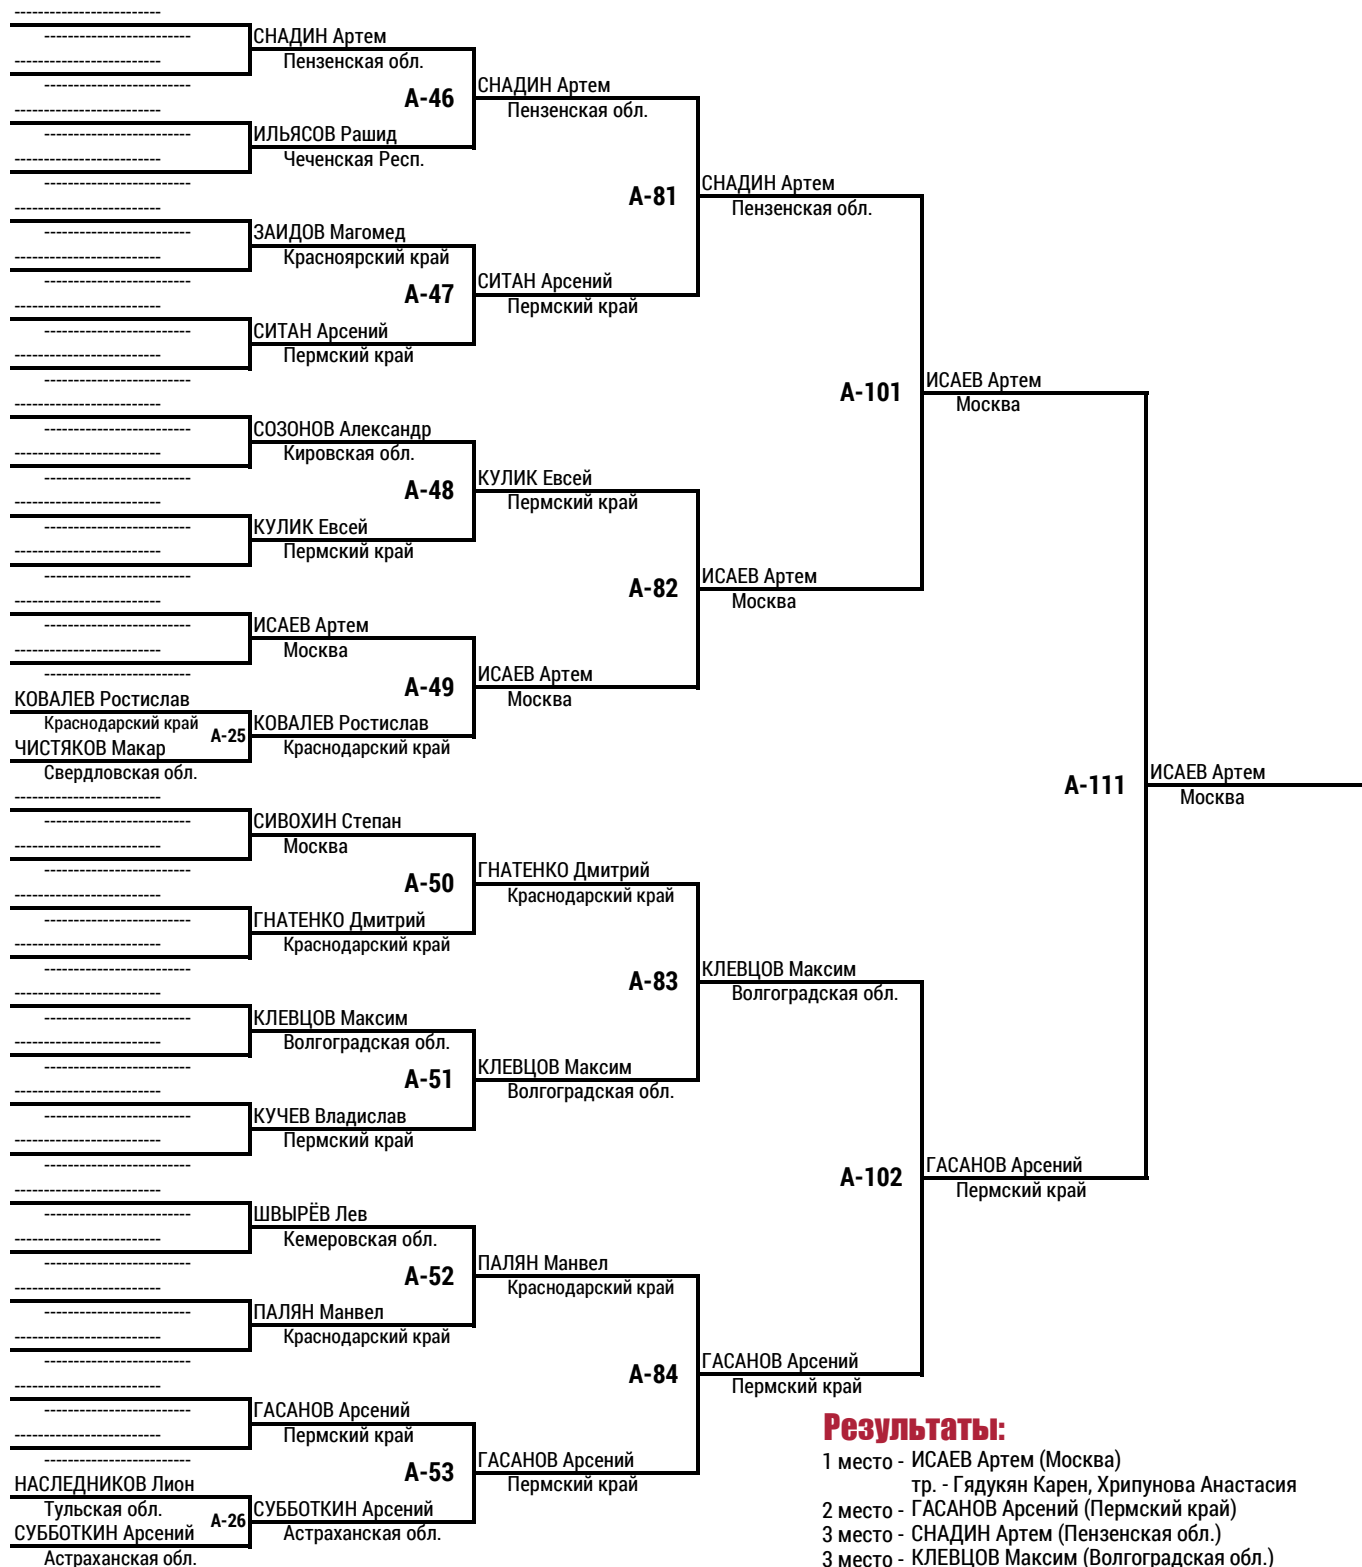 -------------------------
-------------------------
СНАДИН Артем
-------------------------
Пензенская обл.
-------------------------
А-46
СНАДИН Артем
-------------------------
Пензенская обл.
-------------------------
ИЛЬЯСОВ Рашид
-------------------------
Чеченская Респ.
-------------------------
А-81
СНАДИН Артем
-------------------------
Пензенская обл.
-------------------------
ЗАИДОВ Магомед
-------------------------
Красноярский край
-------------------------
А-47
СИТАН Арсений
-------------------------
Пермский край
-------------------------
СИТАН Арсений
-------------------------
Пермский край
-------------------------
А-101
ИСАЕВ Артем
-------------------------
Москва
-------------------------
СОЗОНОВ Александр
-------------------------
Кировская обл.
-------------------------
А-48
КУЛИК Евсей
-------------------------
Пермский край
-------------------------
КУЛИК Евсей
-------------------------
Пермский край
-------------------------
А-82
ИСАЕВ Артем
-------------------------
Москва
-------------------------
ИСАЕВ Артем
-------------------------
Москва
-------------------------
А-49
ИСАЕВ Артем
КОВАЛЕВ Ростислав
Москва
Краснодарский край
А-25
КОВАЛЕВ Ростислав
ЧИСТЯКОВ Макар
Краснодарский край
Свердловская обл.
А-111
ИСАЕВ Артем
-------------------------
Москва
-------------------------
СИВОХИН Степан
-------------------------
Москва
-------------------------
А-50
ГНАТЕНКО Дмитрий
-------------------------
Краснодарский край
-------------------------
ГНАТЕНКО Дмитрий
-------------------------
Краснодарский край
-------------------------
А-83
КЛЕВЦОВ Максим
-------------------------
Волгоградская обл.
-------------------------
КЛЕВЦОВ Максим
-------------------------
Волгоградская обл.
-------------------------
А-51
КЛЕВЦОВ Максим
-------------------------
Волгоградская обл.
-------------------------
КУЧЕВ Владислав
-------------------------
Пермский край
-------------------------
А-102
ГАСАНОВ Арсений
-------------------------
Пермский край
-------------------------
ШВЫРЁВ Лев
-------------------------
Кемеровская обл.
-------------------------
А-52
ПАЛЯН Манвел
-------------------------
Краснодарский край
-------------------------
ПАЛЯН Манвел
-------------------------
Краснодарский край
-------------------------
А-84
ГАСАНОВ Арсений
-------------------------
Пермский край
-------------------------
ГАСАНОВ Арсений
-------------------------
Пермский край
-------------------------
А-53
ГАСАНОВ Арсений
НАСЛЕДНИКОВ Лион
Пермский край
Тульская обл.
А-26
СУББОТКИН Арсений
СУББОТКИН Арсений
Астраханская обл.
Астраханская обл.
Результаты:
1 место - ИСАЕВ Артем (Москва)
тр. - Гядукян Карен, Хрипунова Анастасия
2 место - ГАСАНОВ Арсений (Пермский край)
3 место - СНАДИН Артем (Пензенская обл.)
3 место - КЛЕВЦОВ Максим (Волгоградская обл.)